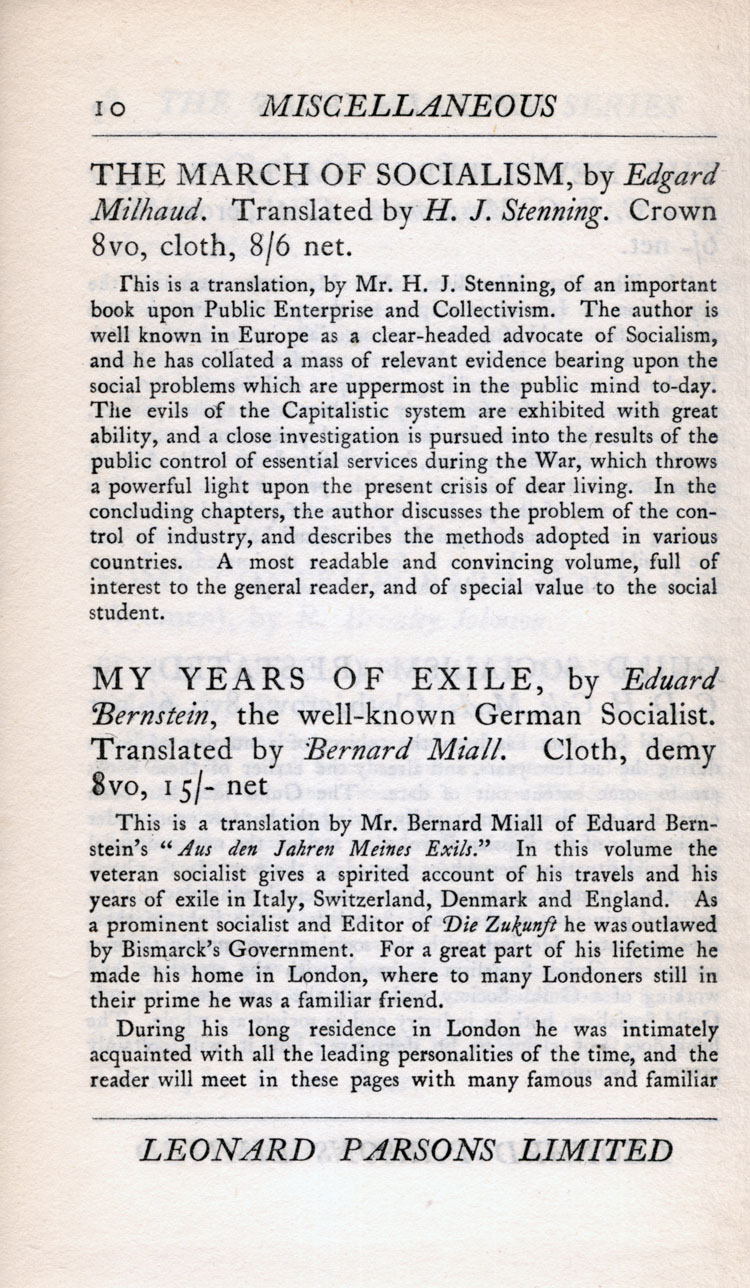 10 MISCELLANEOUS
THE MARCH OF SOCIALISM, by Edgard
Milhaud. Translated by H. J. Stenning. Crown
8vo, cloth, 8/6 net.
This is a translation, by Mr. H. J. Stenning, of an important
book upon Public Enterprise and Collectivism. The author is
well known in Europe as a clear-headed advocate of Socialism,
and he has collated a mass of relevant evidence bearing upon the
social problems which are uppermost in the public mind to-day.
The evils of the Capitalistic system are exhibited with great
ability, and a close investigation is pursued into the results of the
public control of essential services during the War, which throws
a powerful light upon the present crisis of dear living. In the
concluding chapters, the author discusses the problem of the con-
trol of industry, and describes the methods adopted in various
countries. A most readable and convincing volume, full of
interest to the general reader, and of special value to the social
student.
MY YEARS OF EXILE, by Eduard
Bernstein, the well-known German Socialist.
Translated by Bernard Miall. Cloth, demy
8vo, 15/- net
This is a translation by Mr. Bernard Miall of Eduard Bern-
stein's "Aus den Jahren Meines Exils." In this volume the
veteran socialist gives a spirited account of his travels and his
years of exile in Italy, Switzerland, Denmark and England. As
a prominent socialist and Editor of Die Zukunft he was outlawed
by Bismarck's Government. For a great part of his lifetime he
made his home in London, where to many Londoners still in
their prime he was a familiar friend.
During his long residence in London he was intimately
acquainted with all the leading personalities of the time, and the
reader will meet in these pages with many famous and familiar
LEONARD PARSONS LIMITED